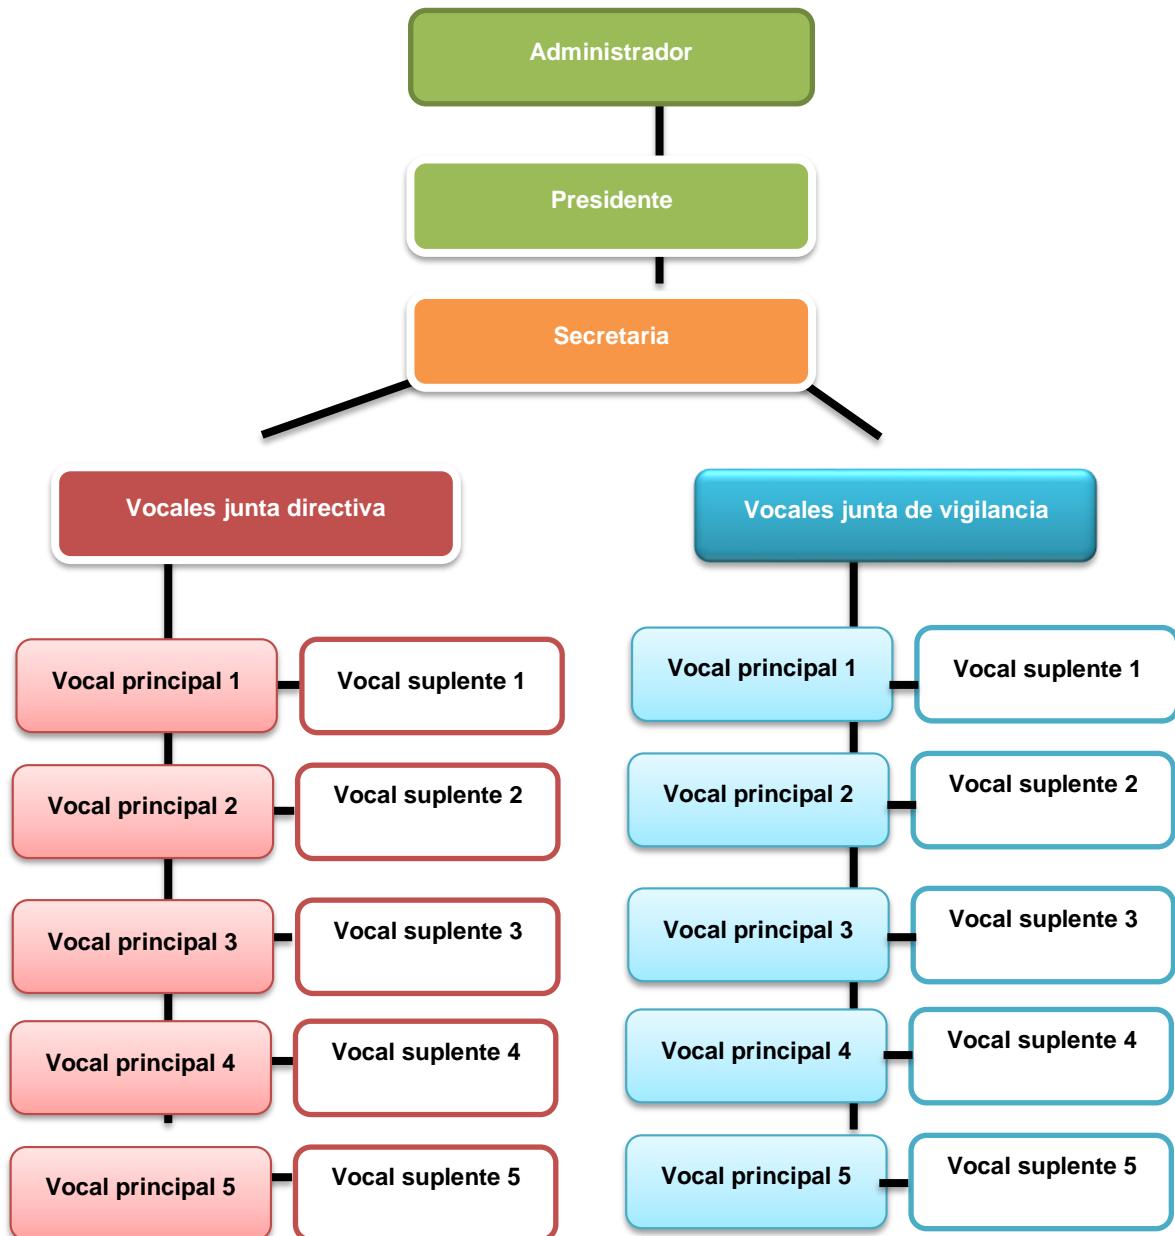 Administrador
Presidente
Secretaria
Vocales junta directiva
Vocal principal 1
Vocal suplente 1
Vocal principal 2
Vocal suplente 2
Vocal principal 3
Vocal suplente 3
Vocal principal 4
Vocal suplente 4
Vocal principal 5
Vocal suplente 5
Vocales junta de vigilancia
Vocal principal 1
Vocal suplente 1
Vocal principal 2
Vocal suplente 2
Vocal principal 3
Vocal suplente 3
Vocal principal 4
Vocal suplente 4
Vocal principal 5
Vocal suplente 5